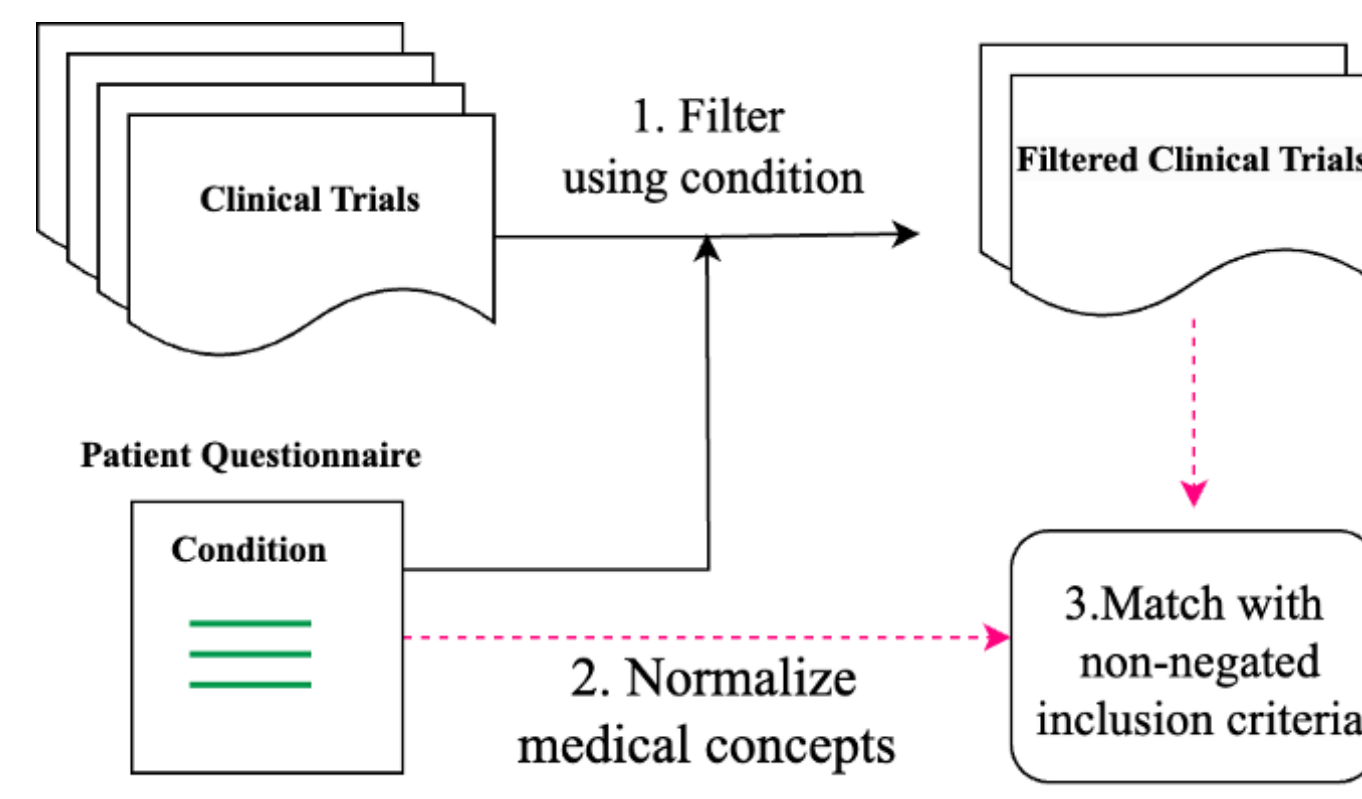 Clinical Trials
1. Filter
using condition
Filtered Clinical Trials
Patient Questionnaire
Condition
2. Normalize
medical concepts
3.Match with
non-negated
inclusion criteria